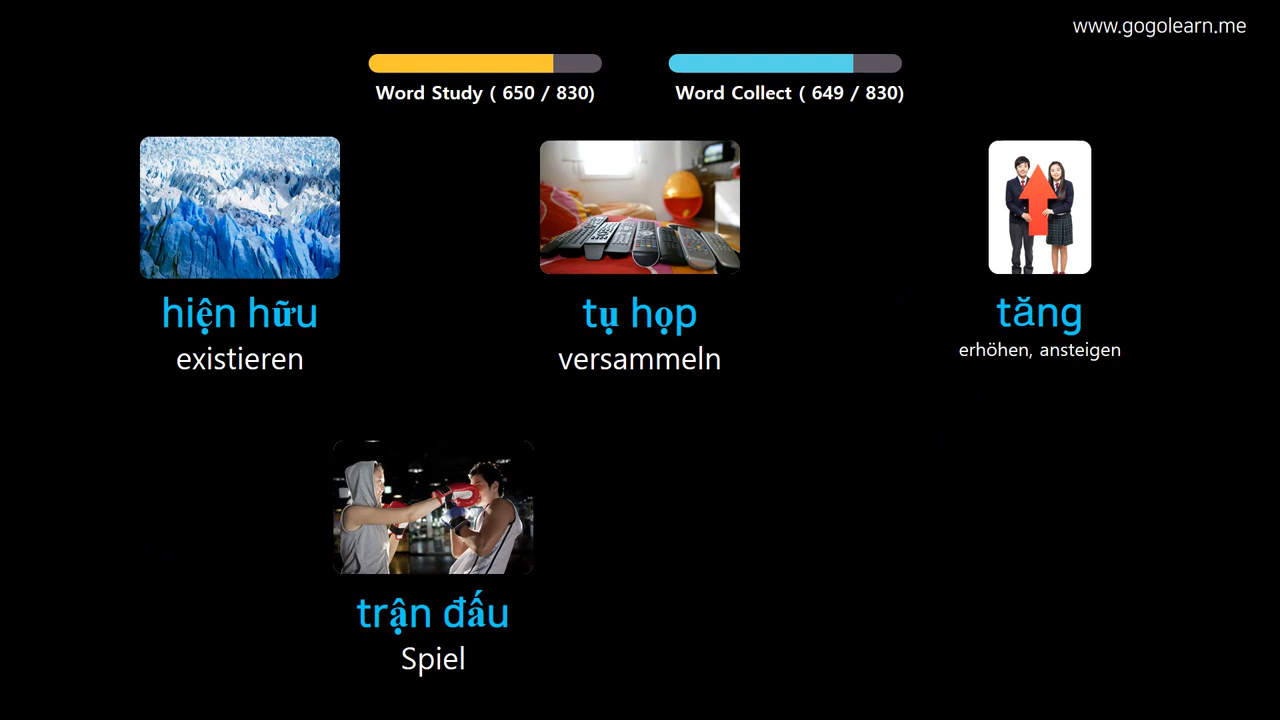 www.gogolearn.me
Word Study ( 650 / 830)
Word Collect ( 649 / 830)
hiện hữu
existieren
tụ họp
versammeln
tăng
erhöhen, ansteigen
trận đấu
Spiel